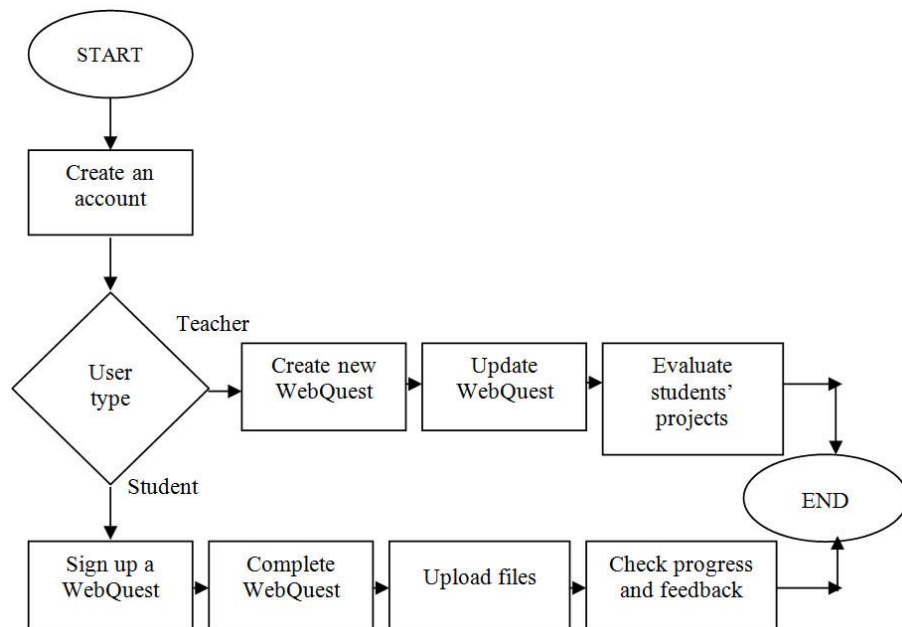 START
Create an
account
User
type
Teacher
Create new
WebQuest
Update
WebQuest
Evaluate
students’
projects
Student
Sign up a
WebQuest
Complete
WebQuest
Upload files
Check progress
and feedback
END